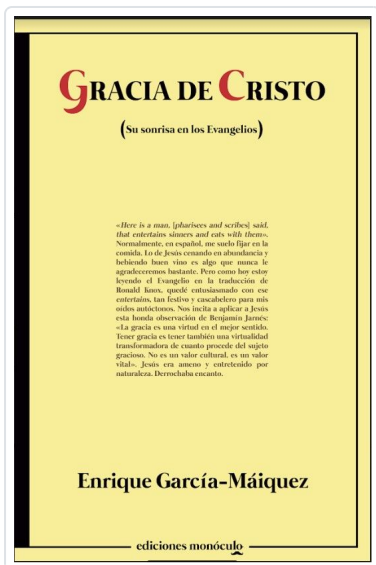 GRACIA DE CRISTO
(Su sonrisa en los Evangelios)
«Here is a man, [pharisees and scribes] said,
that entertains sinners and eats with them».
Normalmente, en español, me suelo fijar en la
comida. Lo de Jesús cenando en abundancia y
bebiendo buen vino es algo que nunca le
agradeceremos bastante. Pero como hoy estoy
leyendo el Evangelio en la traducción de
Ronald Knox, quedé entusiasmado con ese
entertains, tan festivo y cascabelero para mis
oídos autóctonos. Nos incita a aplicar a Jesús
esta honda observación de Benjamín Jarnés:
«La gracia es una virtud en el mejor sentido.
Tener gracia es tener también una virtualidad
transformadora de cuanto procede del sujeto
gracioso. No es un valor cultural, es un valor
vital». Jesús era ameno y entretenido por
naturaleza. Derrochaba encanto.
Enrique García-Máiquez
ediciones monóculo